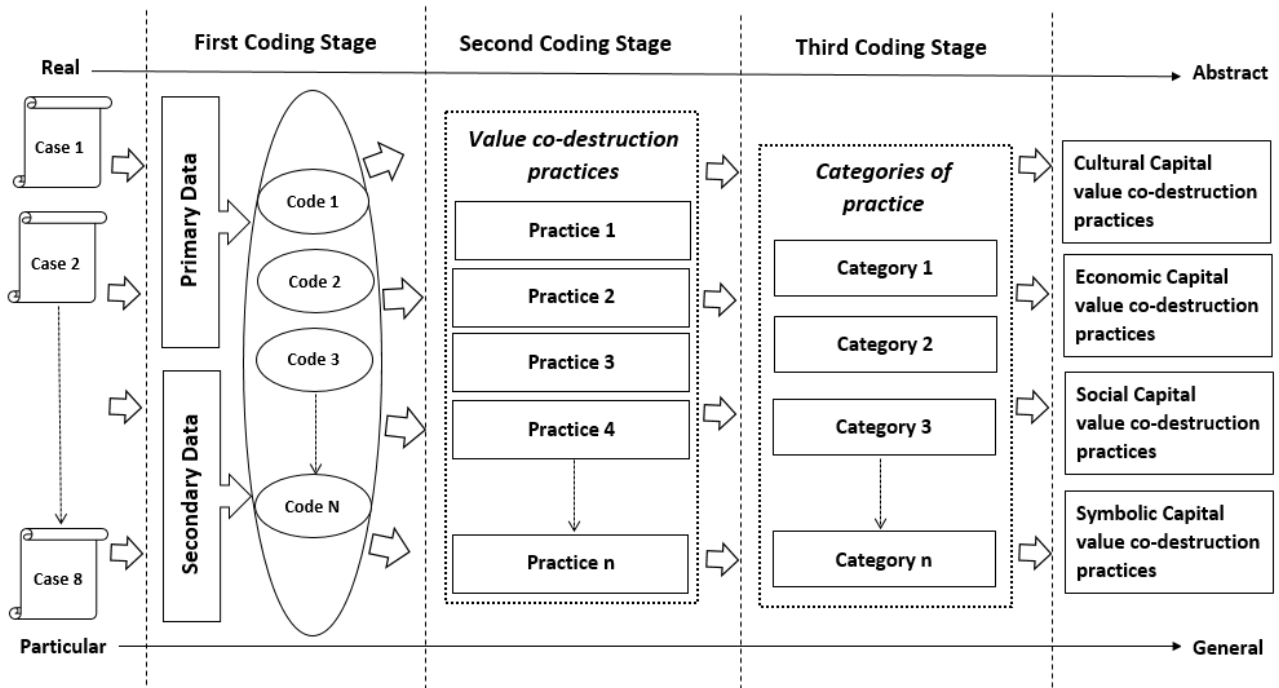 First Coding Stage
Second Coding Stage
Third Coding Stage
Real
Abstract
Case 1
Case 2
Case 8
Primary Data
Secondary Data
Code 1
Code 2
Code 3
Code N
Value co-destruction
practices
Practice 1
Practice 2
Practice 3
Practice 4
Practice n
Categories of
practice
Category 1
Category 2
Category 3
Category n
Cultural Capital
value co-destruction
practices
Economic Capital
value co-destruction
practices
Social Capital
value co-destruction
practices
Symbolic Capital
value co-destruction
practices
Particular
General